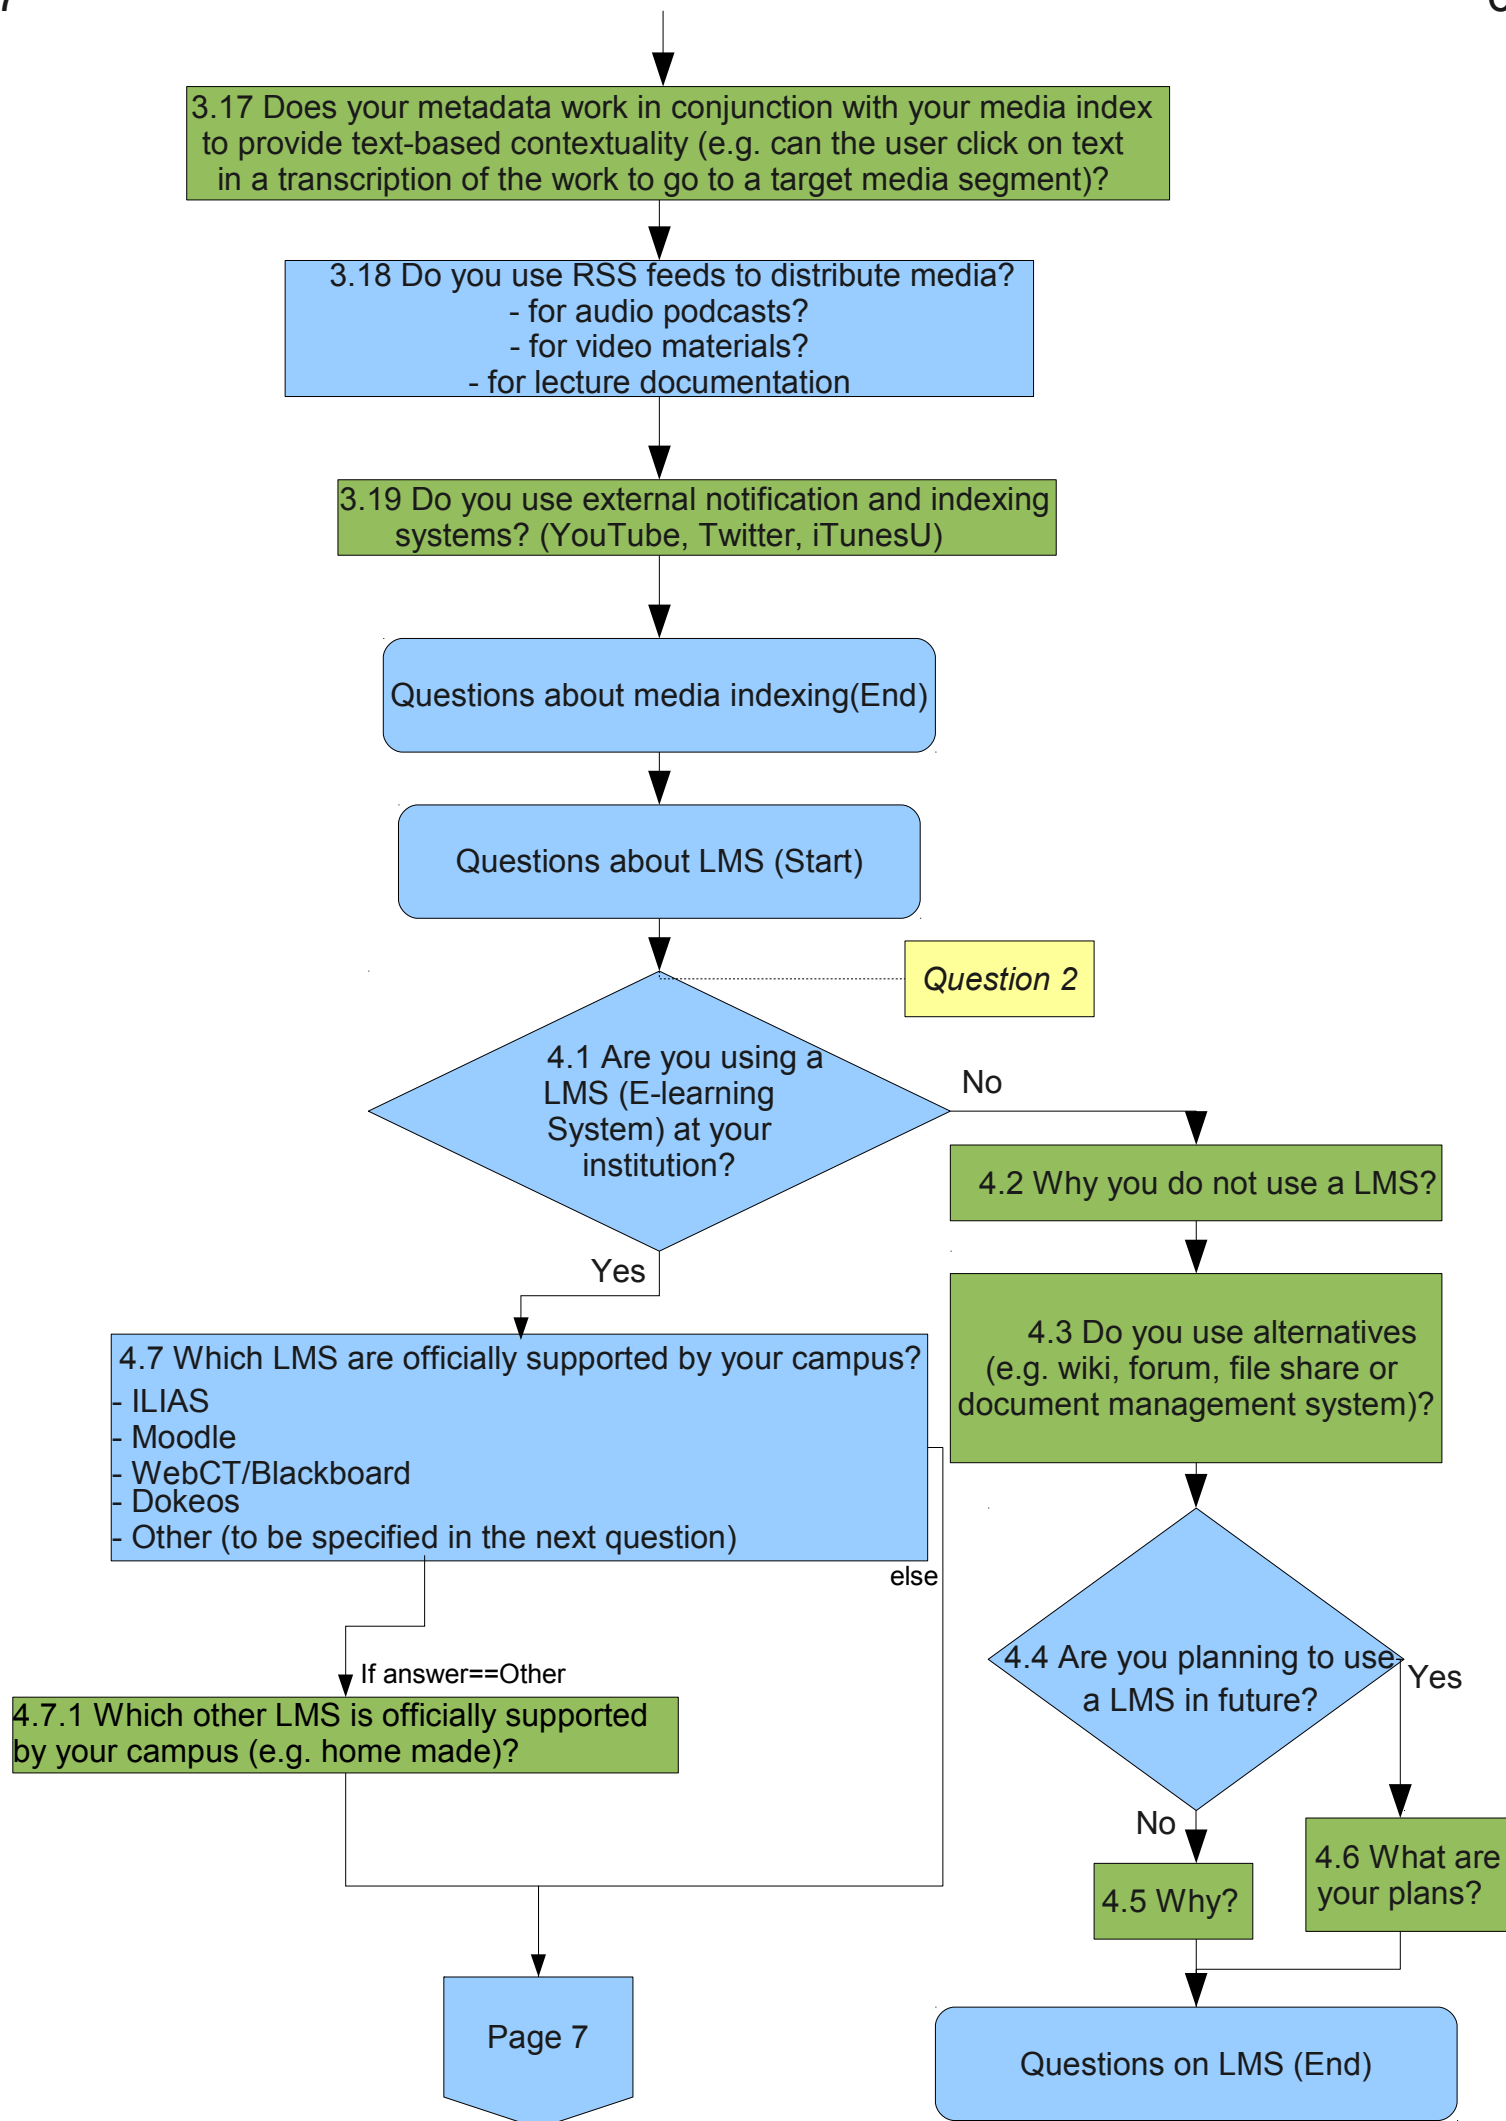 3.17 Does your metadata work in conjunction with your media index
to provide text-based contextuality (e.g. can the user click on text
in a transcription of the work to go to a target media segment)?
3.18 Do you use RSS feeds to distribute media?
- for audio podcasts?
- for video materials?
- for lecture documentation
3.19 Do you use external notification and indexing
systems? (YouTube, Twitter, iTunesU)
Questions about media indexing(End)
Questions about LMS (Start)
Question 2
4.1 Are you using a
LMS (E-learning
System) at your
institution?
No
4.2 Why you do not use a LMS?
Yes
4.3 Do you use alternatives
(e.g. wiki, forum, file share or
document management system)?
4.7 Which LMS are officially supported by your campus?
- ILIAS
- Moodle
- WebCT/Blackboard
- Dokeos
- Other (to be specified in the next question)
else
If answer==Other
4.7.1 Which other LMS is officially supported
by your campus (e.g. home made)?
4.4 Are you planning to use
a LMS in future?
Yes
No
4.5 Why?
4.6 What are
your plans?
Page 7
Questions on LMS (End)